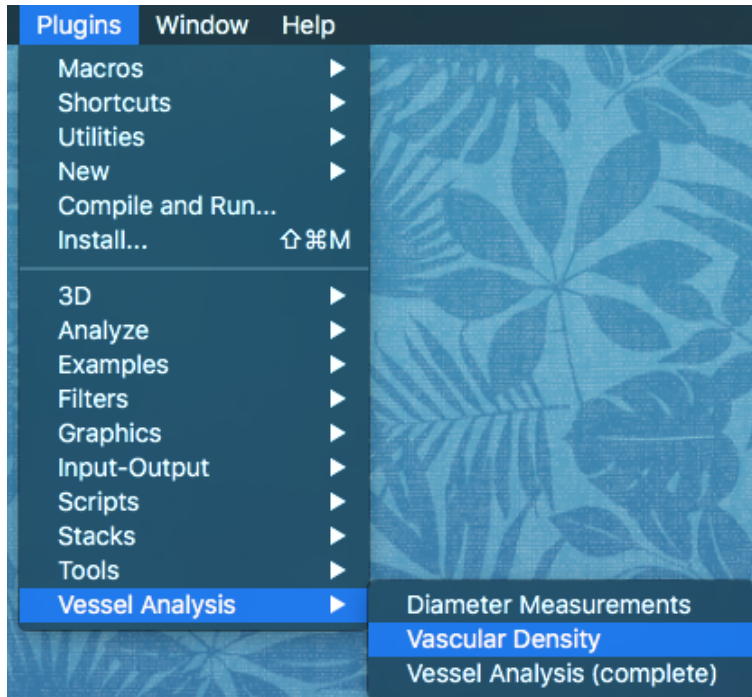 Plugins Window Help
Macros
Shortcuts
Utilities
New
Compile and Run...
Install... ⇧⌘M
3D
Analyze
Examples
Filters
Graphics
Input-Output
Scripts
Stacks
Tools
Vessel Analysis
Diameter Measurements
Vascular Density
Vessel Analysis (complete)